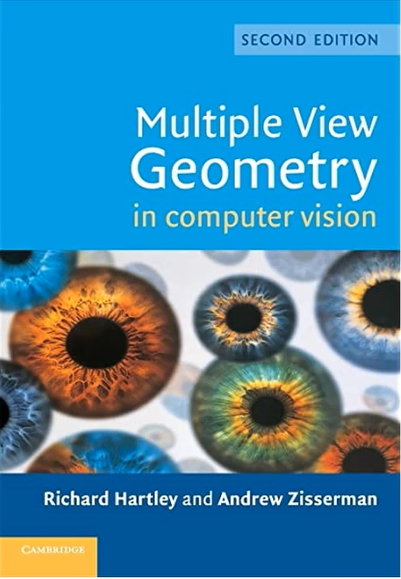 SECOND EDITION
Multiple View
Geometry
in computer vision
Richard Hartley and Andrew Zisserman
CAMBRIDGE